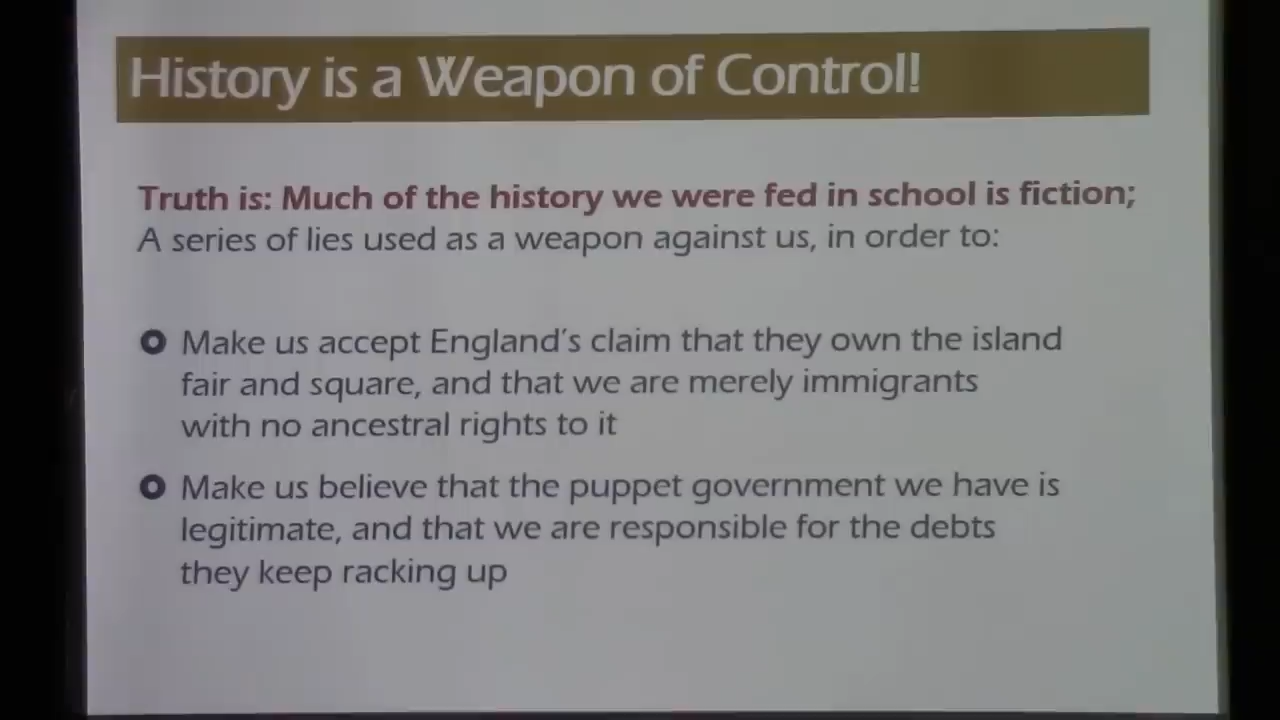 History is a Weapon of Control!
Truth is: Much of the history we were fed in school is fiction;
A series of lies used as a weapon against us, in order to:
Make us accept England's claim that they own the island
fair and square, and that we are merely immigrants
with no ancestral rights to it
Make us believe that the puppet government we have is
legitimate, and that we are responsible for the debts
they keep racking up